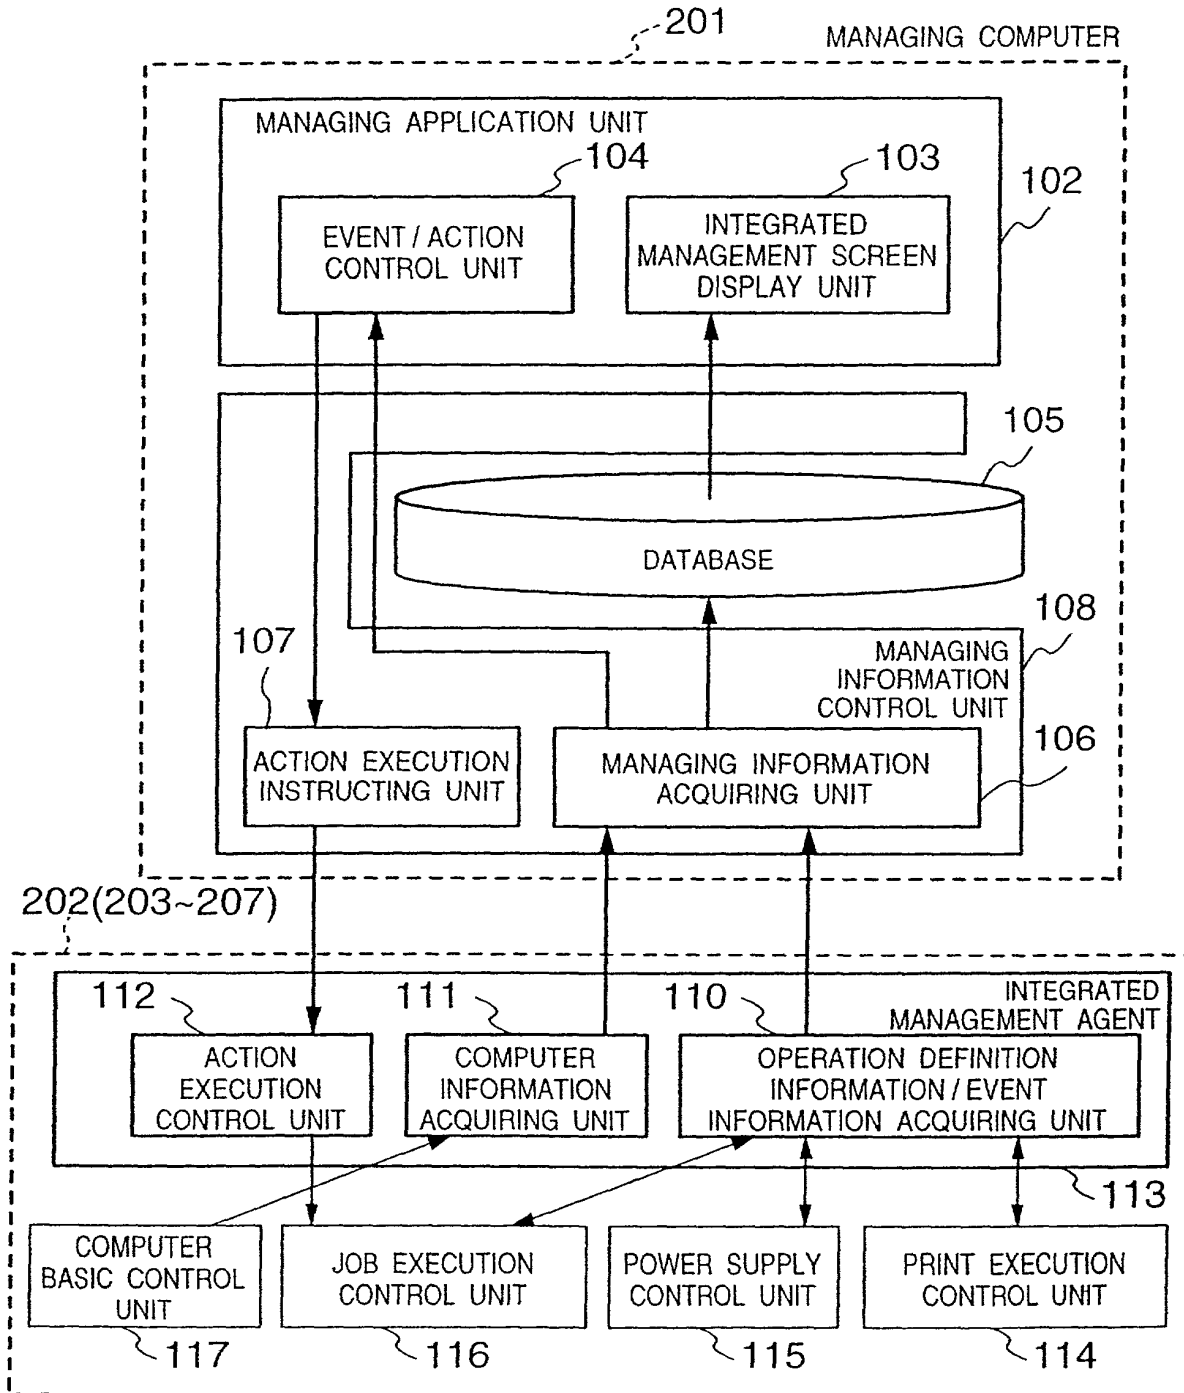 201
MANAGING COMPUTER
MANAGING APPLICATION UNIT
104
103
102
EVENT / ACTION
CONTROL UNIT
INTEGRATED
MANAGEMENT SCREEN
DISPLAY UNIT
105
DATABASE
108
107
MANAGING
INFORMATION
CONTROL UNIT
106
ACTION EXECUTION
INSTRUCTING UNIT
MANAGING INFORMATION
ACQUIRING UNIT
202(203~207)
112
111
110
INTEGRATED
MANAGEMENT AGENT
ACTION
EXECUTION
CONTROL UNIT
COMPUTER
INFORMATION
ACQUIRING UNIT
OPERATION DEFINITION
INFORMATION / EVENT
INFORMATION ACQUIRING UNIT
113
COMPUTER
BASIC CONTROL
UNIT
JOB EXECUTION
CONTROL UNIT
POWER SUPPLY
CONTROL UNIT
PRINT EXECUTION
CONTROL UNIT
117
116
115
114